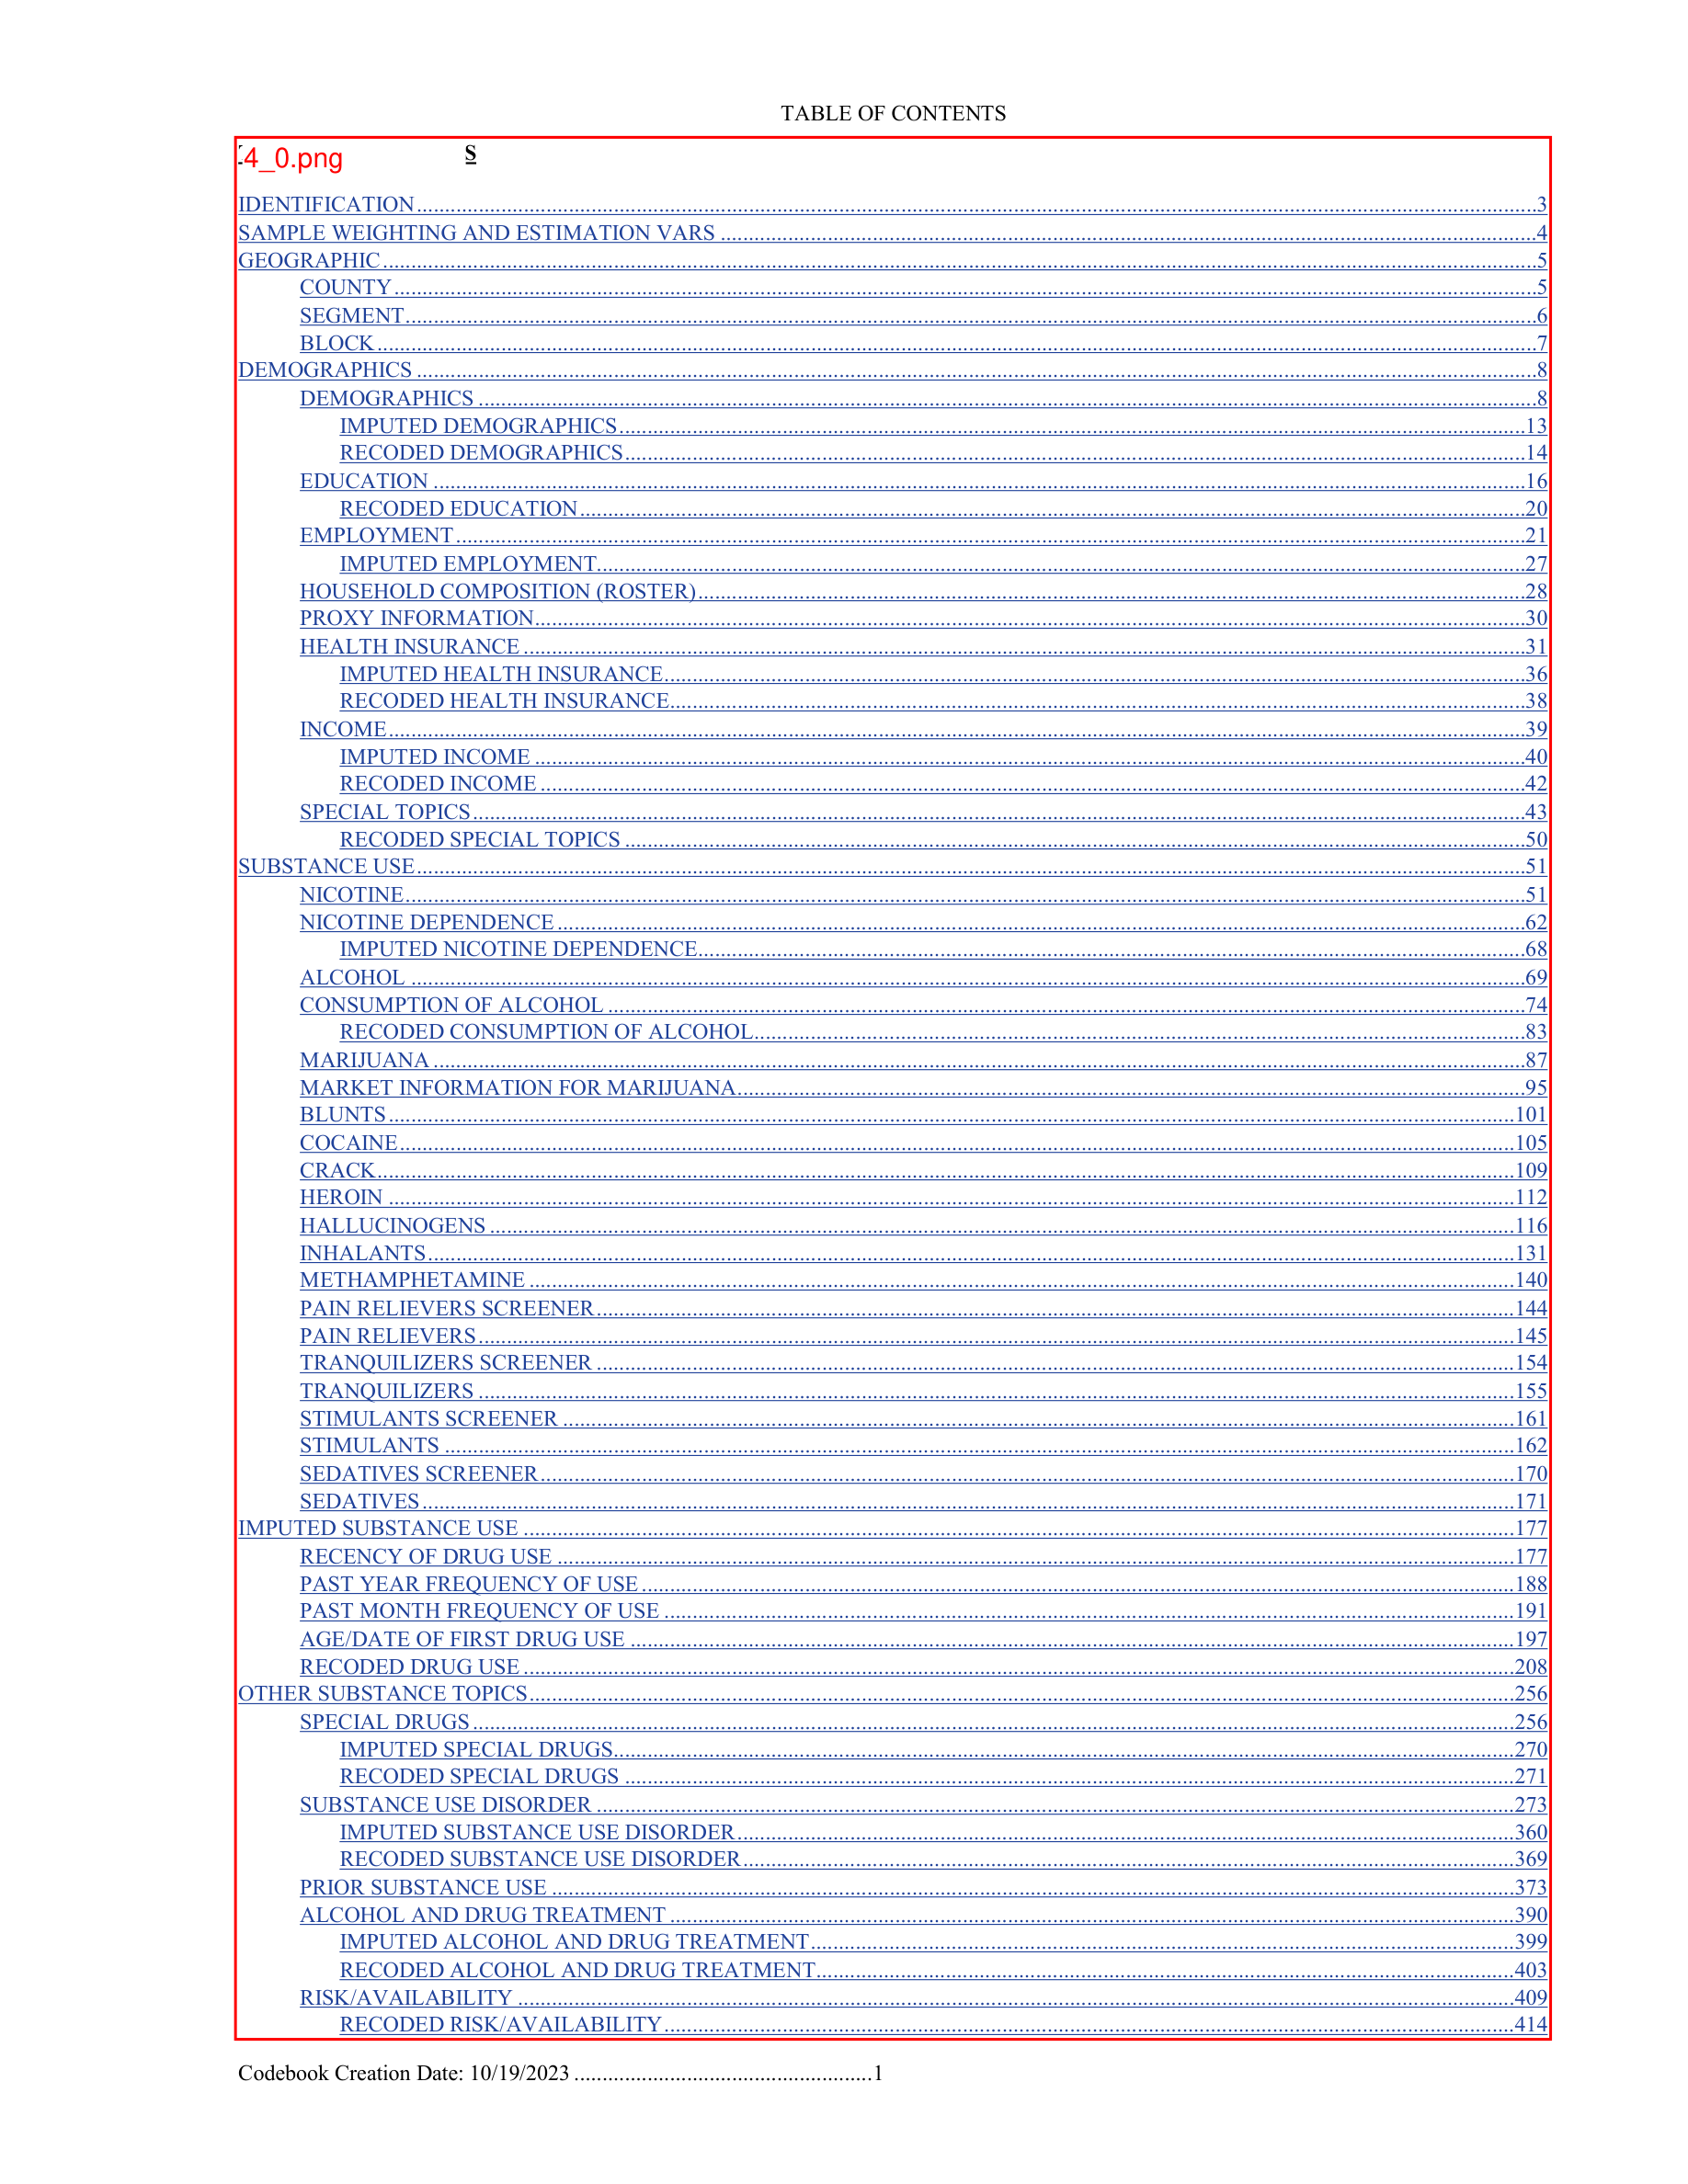 TABLE OF CONTENTS
4_0.png
S
IDENTIFICATION 3
SAMPLE WEIGHTING AND ESTIMATION VARS 4
GEOGRAPHIC 5
COUNTY 5
SEGMENT 6
BLOCK 7
DEMOGRAPHICS 8
DEMOGRAPHICS 8
IMPUTED DEMOGRAPHICS 13
RECODED DEMOGRAPHICS 14
EDUCATION 16
RECODED EDUCATION 20
EMPLOYMENT 21
IMPUTED EMPLOYMENT 27
HOUSEHOLD COMPOSITION (ROSTER) 28
PROXY INFORMATION 30
HEALTH INSURANCE 31
IMPUTED HEALTH INSURANCE 36
RECODED HEALTH INSURANCE 38
INCOME 39
IMPUTED INCOME 40
RECODED INCOME 42
SPECIAL TOPICS 43
RECODED SPECIAL TOPICS 50
SUBSTANCE USE 51
NICOTINE 51
NICOTINE DEPENDENCE 62
IMPUTED NICOTINE DEPENDENCE 68
ALCOHOL 69
CONSUMPTION OF ALCOHOL 74
RECODED CONSUMPTION OF ALCOHOL 83
MARIJUANA 87
MARKET INFORMATION FOR MARIJUANA 95
BLUNTS 101
COCAINE 105
CRACK 109
HEROIN 112
HALLUCINOGENS 116
INHALANTS 131
METHAMPHETAMINE 140
PAIN RELIEVERS SCREENER 144
PAIN RELIEVERS 145
TRANQUILIZERS SCREENER 154
TRANQUILIZERS 155
STIMULANTS SCREENER 161
STIMULANTS 162
SEDATIVES SCREENER 170
SEDATIVES 171
IMPUTED SUBSTANCE USE 177
RECENCY OF DRUG USE 177
PAST YEAR FREQUENCY OF USE 188
PAST MONTH FREQUENCY OF USE 191
AGE/DATE OF FIRST DRUG USE 197
RECODED DRUG USE 208
OTHER SUBSTANCE TOPICS 256
SPECIAL DRUGS 256
IMPUTED SPECIAL DRUGS 270
RECODED SPECIAL DRUGS 271
SUBSTANCE USE DISORDER 273
IMPUTED SUBSTANCE USE DISORDER 360
RECODED SUBSTANCE USE DISORDER 369
PRIOR SUBSTANCE USE 373
ALCOHOL AND DRUG TREATMENT 390
IMPUTED ALCOHOL AND DRUG TREATMENT 399
RECODED ALCOHOL AND DRUG TREATMENT 403
RISK/AVAILABILITY 409
RECODED RISK/AVAILABILITY 414
Codebook Creation Date: 10/19/2023 1